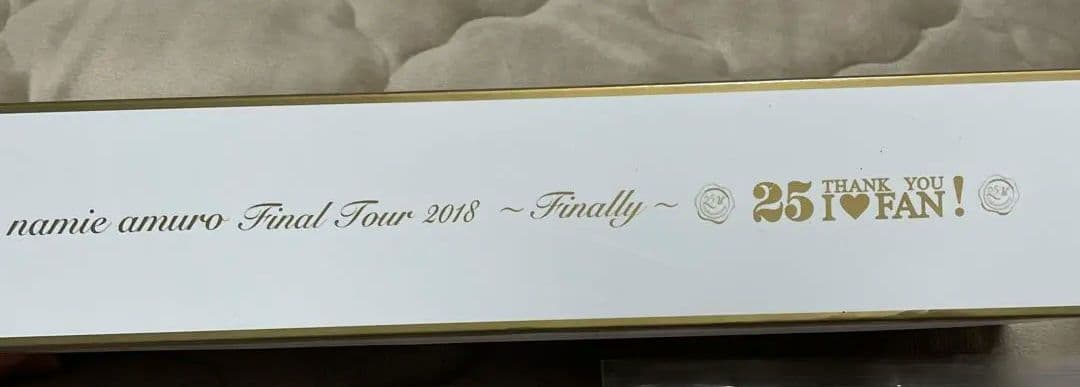 namie amuro Final Tour 2018 ~Finally~
25 THANK YOU
I♥FAN!